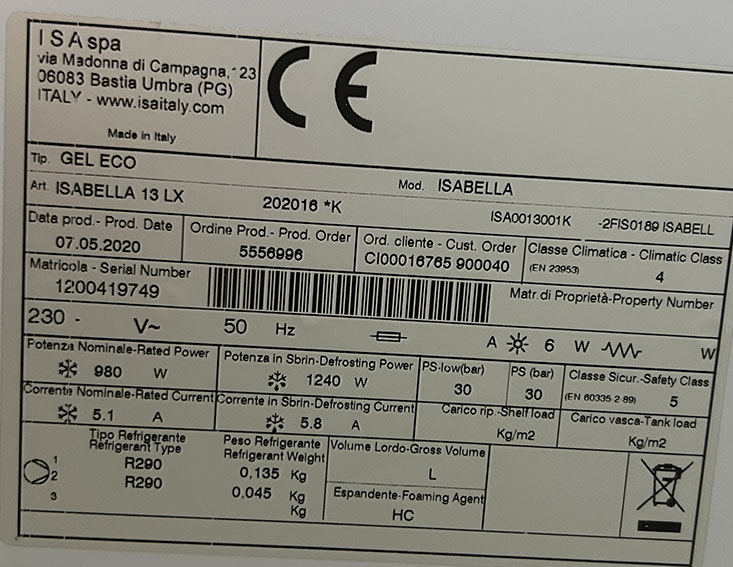 ISA spa
via Madonna di Campagna, 123
06083 Bastia Umbra (PG)
ITALY - www.isaitaly.com
Made in Italy
CE
Tip. GEL ECO
Mod. ISABELLA
Art. ISABELLA 13 LX 202016 *K ISA0013001K -2FIS0189 ISABELL
Data prod.- Prod. Date
07.05.2020
Ordine Prod.- Prod. Order
5556996
Ord. cliente - Cust. Order
CI00016765 900040
Classe Climatica - Climatic Class
(EN 23953) 4
Matricola - Serial Number
1200419749
Matr.di Proprietà-Property Number
230 - V~ 50 Hz A 6 W W
Potenza Nominale-Rated Power
980 W
Potenza in Sbrin-Defrosting Power
1240 W
PS-low(bar)
30
PS (bar)
30
Classe Sicur.-Safety Class
(EN 60335 2 89) 5
Corrente Nominale-Rated Current
5.1 A
Corrente in Sbrin-Defrosting Current
5.8 A
Carico rip -Shelf load
Kg/m2
Carico vasca-Tank load
Kg/m2
Tipo Refrigerante
Refrigerant Type
1 R290
2 R290
3
Peso Refrigerante
Refrigerant Weight
0,135 Kg
0,045 Kg
Kg
Volume Lordo-Gross Volume
L
Espandente-Foaming Agent
HC